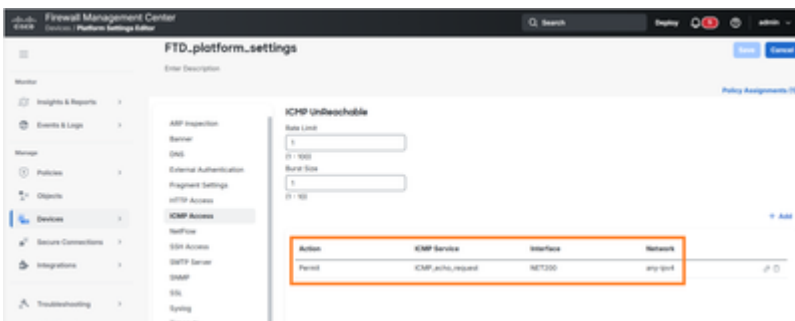 CISCO
Firewall Management Center
Devices / Platform Settings Editor
Search
Deploy
admin
FTD_platform_settings
Enter Description
Save
Cancel
Policy Assignments (1)
Monitor
Insights & Reports
Events & Logs
Manage
Policies
Objects
Devices
Secure Connections
Integrations
Troubleshooting
ARP Inspection
Banner
DNS
External Authentication
Fragment Settings
HTTP Access
ICMP Access
NetFlow
SSH Access
SMTP Server
SNMP
SSL
Syslog
ICMP UnReachable
Rate Limit
1
(1 - 100)
Burst Size
1
(1 - 10)
+ Add
Action ICMP Service Interface Network
Permit ICMP_echo_request NET200 any-ipv4